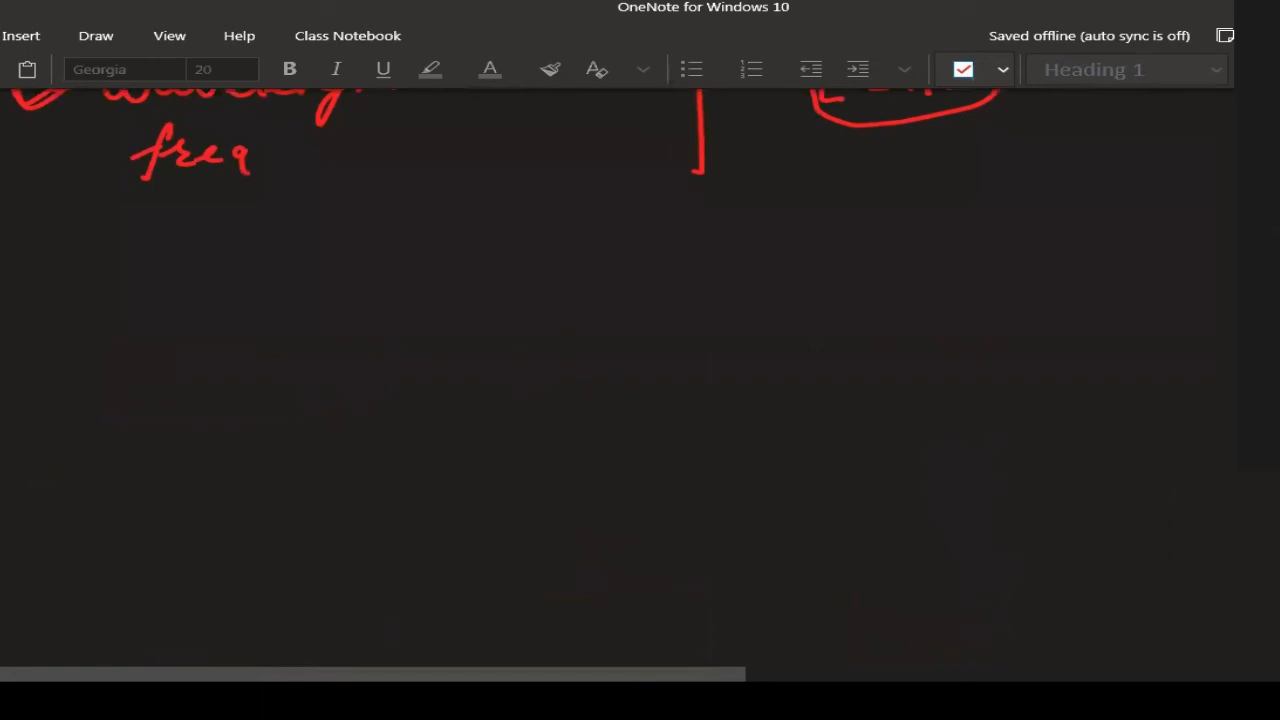 OneNote for Windows 10
Insert Draw View Help Class Notebook Saved offline (auto sync is off)
Georgia 20 B I U A Heading 1
freq